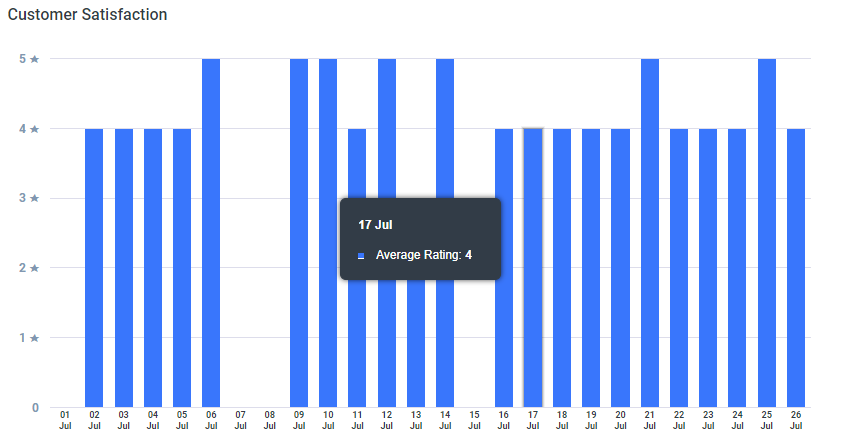 Customer Satisfaction
5 ★
4 ★
3 ★
2 ★
1 ★
0
17 Jul
Average Rating: 4
01 02 03 04 05 06 07 08 09 10 11 12 13 14 15 16 17 18 19 20 21 22 23 24 25 26
Jul Jul Jul Jul Jul Jul Jul Jul Jul Jul Jul Jul Jul Jul Jul Jul Jul Jul Jul Jul Jul Jul Jul Jul Jul Jul